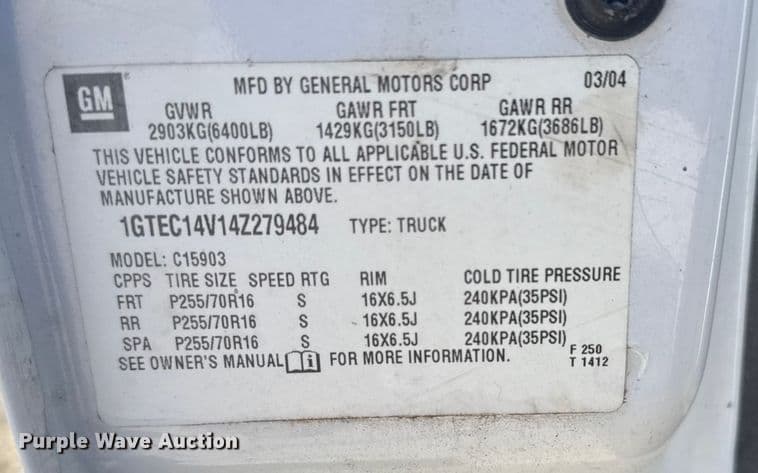 GM
MFD BY GENERAL MOTORS CORP 03/04
GVWR GAWR FRT GAWR RR
2903KG(6400LB) 1429KG(3150LB) 1672KG(3686LB)
THIS VEHICLE CONFORMS TO ALL APPLICABLE U.S. FEDERAL MOTOR
VEHICLE SAFETY STANDARDS IN EFFECT ON THE DATE OF
MANUFACTURE SHOWN ABOVE.
1GTEC14V14Z279484 TYPE: TRUCK
MODEL: C15903
CPPS TIRE SIZE SPEED RTG RIM COLD TIRE PRESSURE
FRT P255/70R16 S 16X6.5J 240KPA(35PSI)
RR P255/70R16 S 16X6.5J 240KPA(35PSI)
SPA P255/70R16 S 16X6.5J 240KPA(35PSI)
SEE OWNER'S MANUAL FOR MORE INFORMATION.
F 250
T 1412
Purple Wave Auction